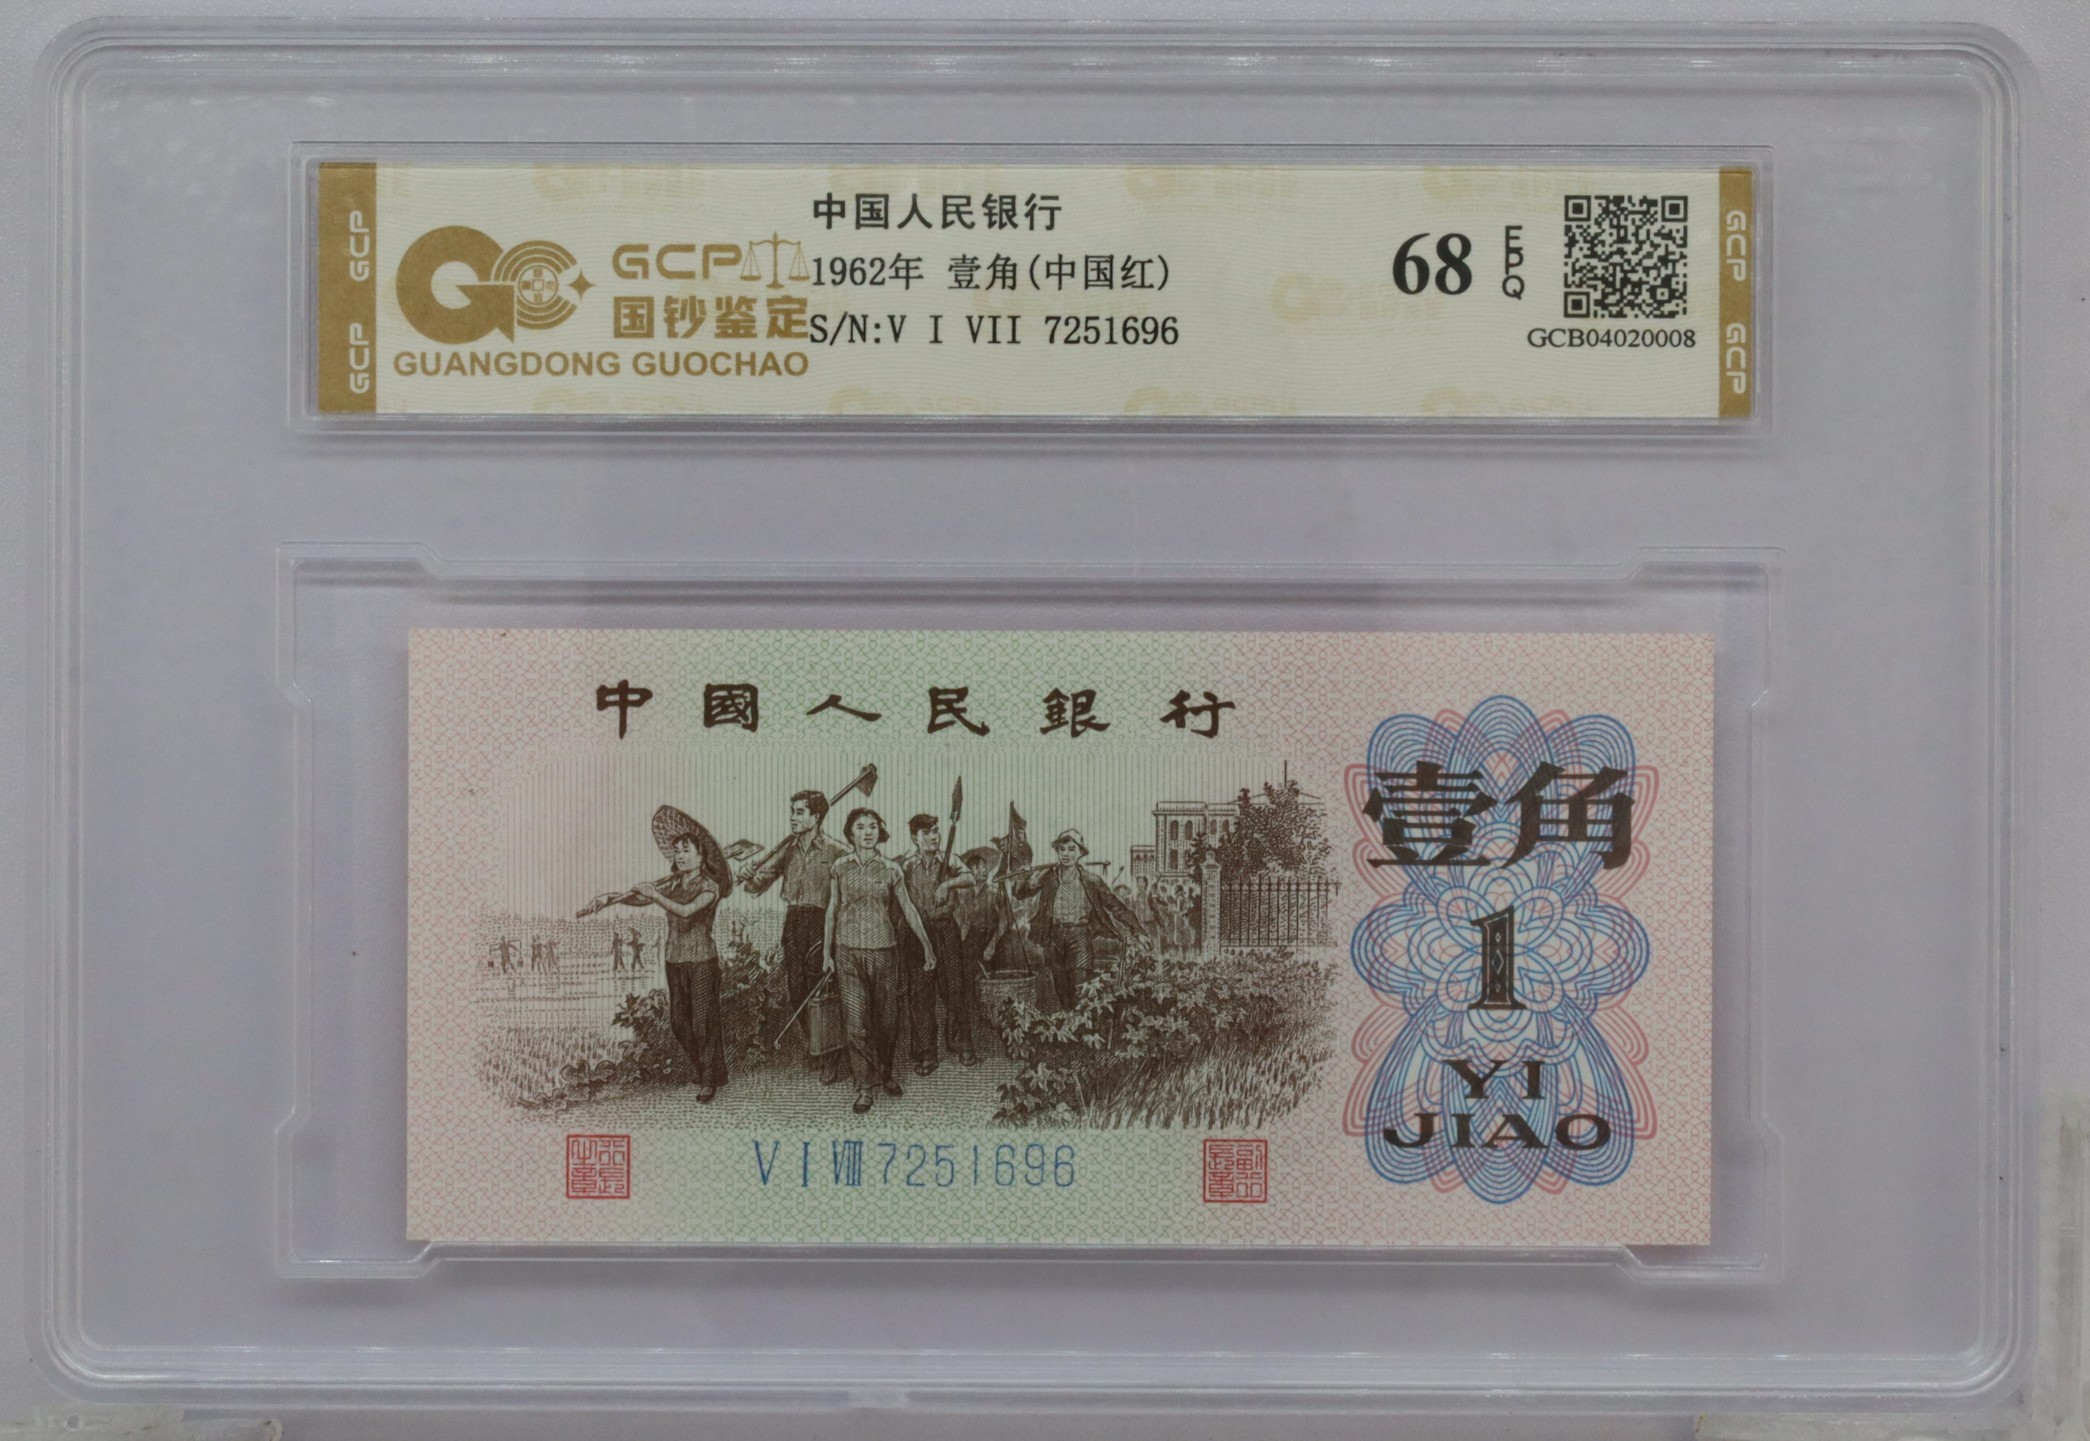 GCP
GCP
GCP
国钞鉴定
GUANGDONG GUOCHAO
中国人民银行
1962年 壹角(中国红)
S/N:V I VII 7251696
68
EPQ
GCB04020008
GCP
GCP
中國人民銀行
壹角
1
YI
JIAO
V I VIII 7251696